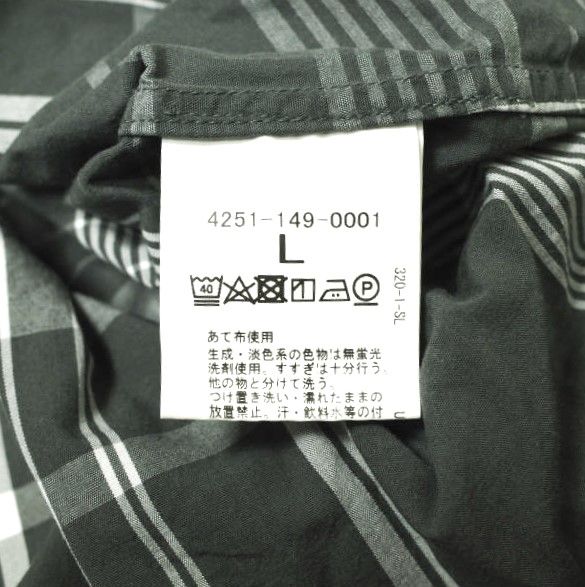 4251-149-0001
L
40
P
320-1-SL
あて布使用
生成・淡色系の色物は無蛍光
洗剤使用。すすぎは十分行う。
他の物と分けて洗う。
つけ置き洗い・濡れたままの
放置禁止。汗・飲料水等の付